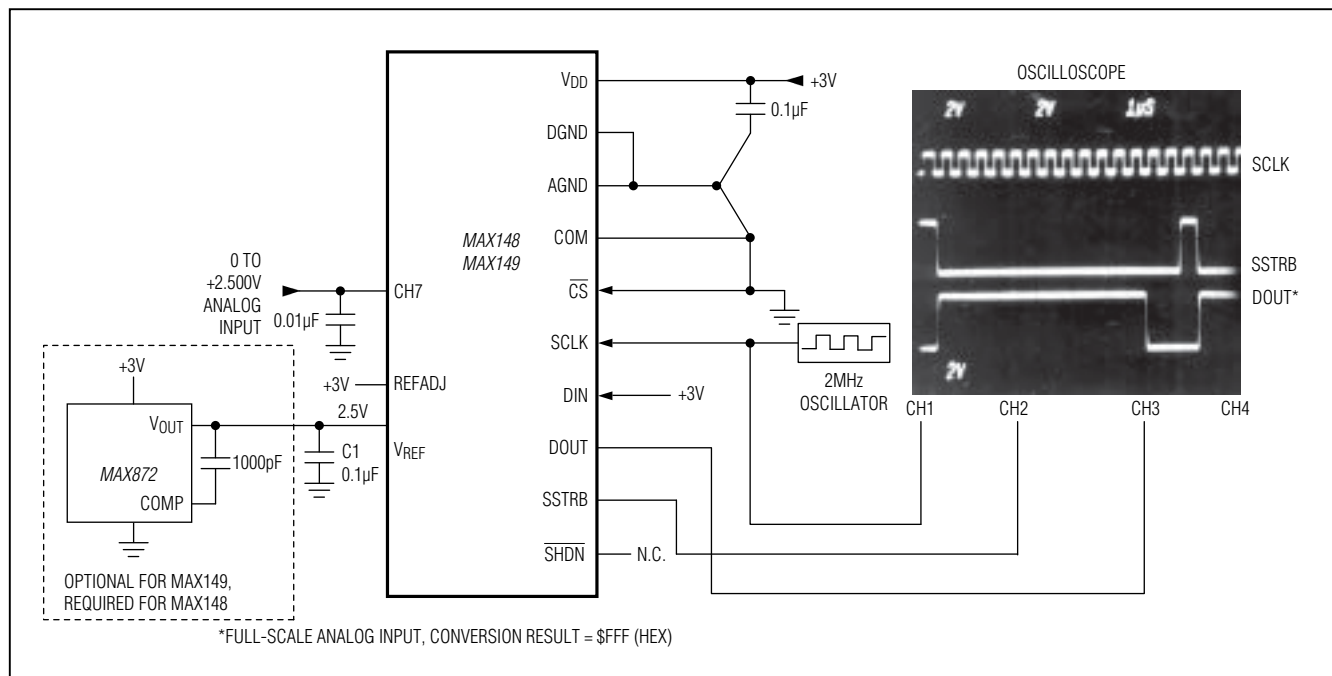 VDD
DGND
AGND
COM
CS
SCLK
DIN
DOUT
SSTRB
SHDN
MAX148
MAX149
CH7
REFADJ
VREF
0 TO
+2.500V
ANALOG
INPUT
0.01µF
+3V
2.5V
C1
0.1µF
+3V
VOUT
MAX872
COMP
1000pF
OPTIONAL FOR MAX149,
REQUIRED FOR MAX148
+3V
0.1µF
2MHz
OSCILLATOR
+3V
N.C.
OSCILLOSCOPE
2V 2V 1µS
SCLK
SSTRB
DOUT*
2V
CH1 CH2 CH3 CH4
*FULL-SCALE ANALOG INPUT, CONVERSION RESULT = $FFF (HEX)